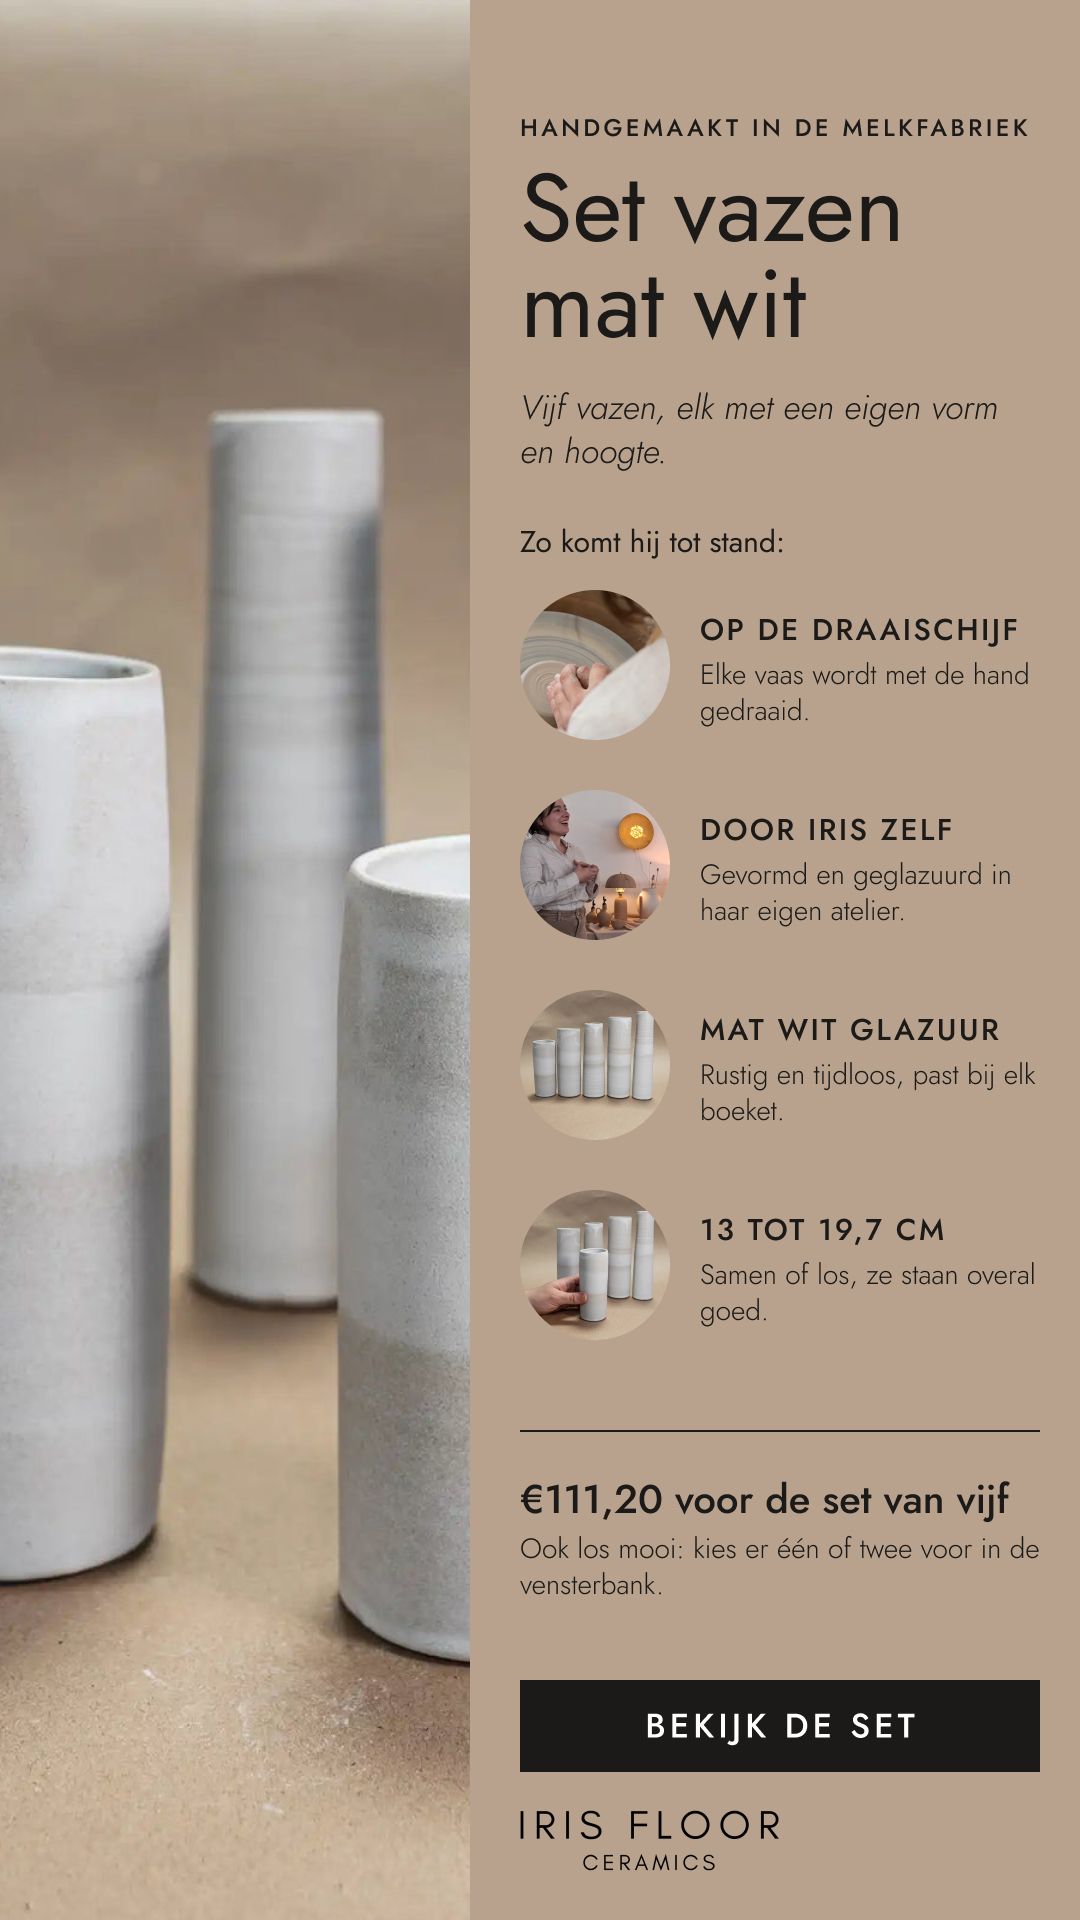 HANDGEMAAKT IN DE MELKFABRIEK
Set vazen
mat wit
Vijf vazen, elk met een eigen vorm
en hoogte.
Zo komt hij tot stand:
OP DE DRAAISCHIJF
Elke vaas wordt met de hand
gedraaid.
DOOR IRIS ZELF
Gevormd en geglazuurd in
haar eigen atelier.
MAT WIT GLAZUUR
Rustig en tijdloos, past bij elk
boeket.
13 TOT 19,7 CM
Samen of los, ze staan overal
goed.
€111,20 voor de set van vijf
Ook los mooi: kies er één of twee voor in de
vensterbank.
BEKIJK DE SET
IRIS FLOOR
CERAMICS